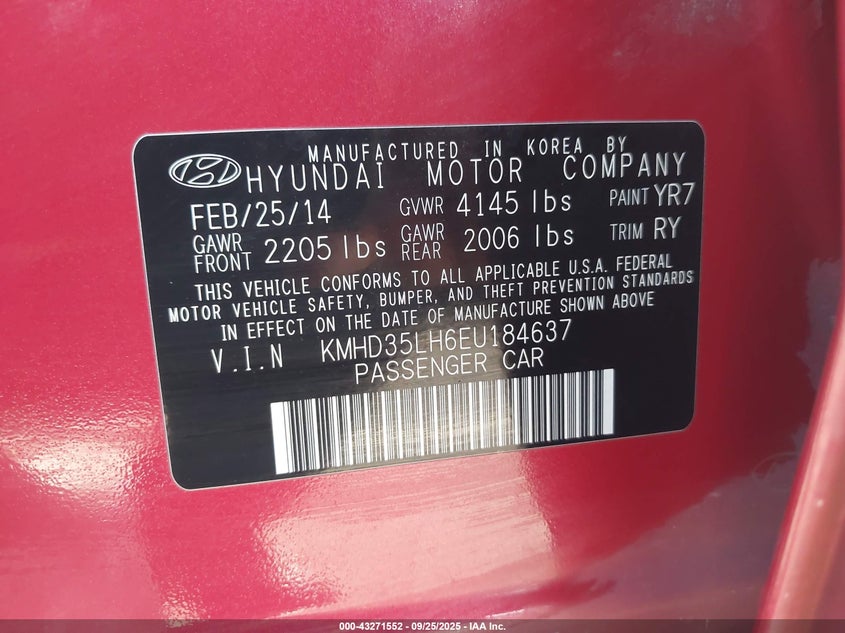 MANUFACTURED IN KOREA BY
HYUNDAI MOTOR COMPANY
FEB/25/14 GVWR 4145 lbs PAINT YR7
GAWR FRONT 2205 lbs GAWR REAR 2006 lbs TRIM RY
THIS VEHICLE CONFORMS TO ALL APPLICABLE U.S.A. FEDERAL
MOTOR VEHICLE SAFETY, BUMPER, AND THEFT PREVENTION STANDARDS
IN EFFECT ON THE DATE OF MANUFACTURE SHOWN ABOVE
V.I.N KMHD35LH6EU184637
PASSENGER CAR
000-43271552 - 09/25/2025 - IAA Inc.